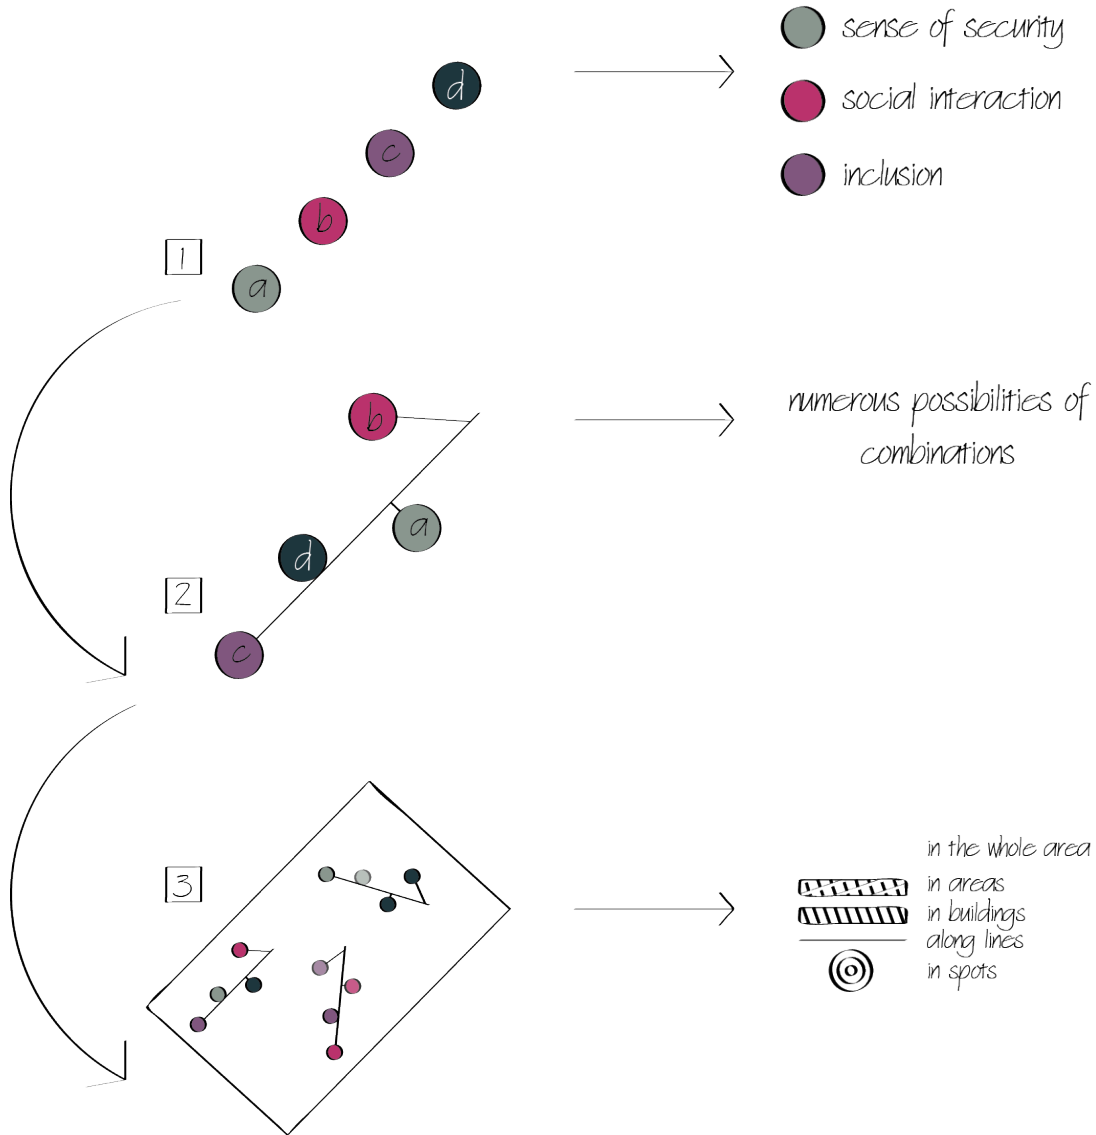 sense of security
d
social interaction
c
inclusion
b
1
a
numerous possibilities of
combinations
b
a
d
2
c
in the whole area
3
in areas
in buildings
along lines
in spots